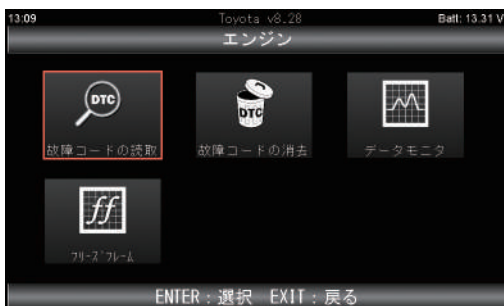 13:09 Toyota v8.28 Batt: 13.31 V
エンジン
DTC DTC
故障コードの読取 故障コードの消去 データモニタ
ff
フリーズフレーム
ENTER : 選択 EXIT : 戻る